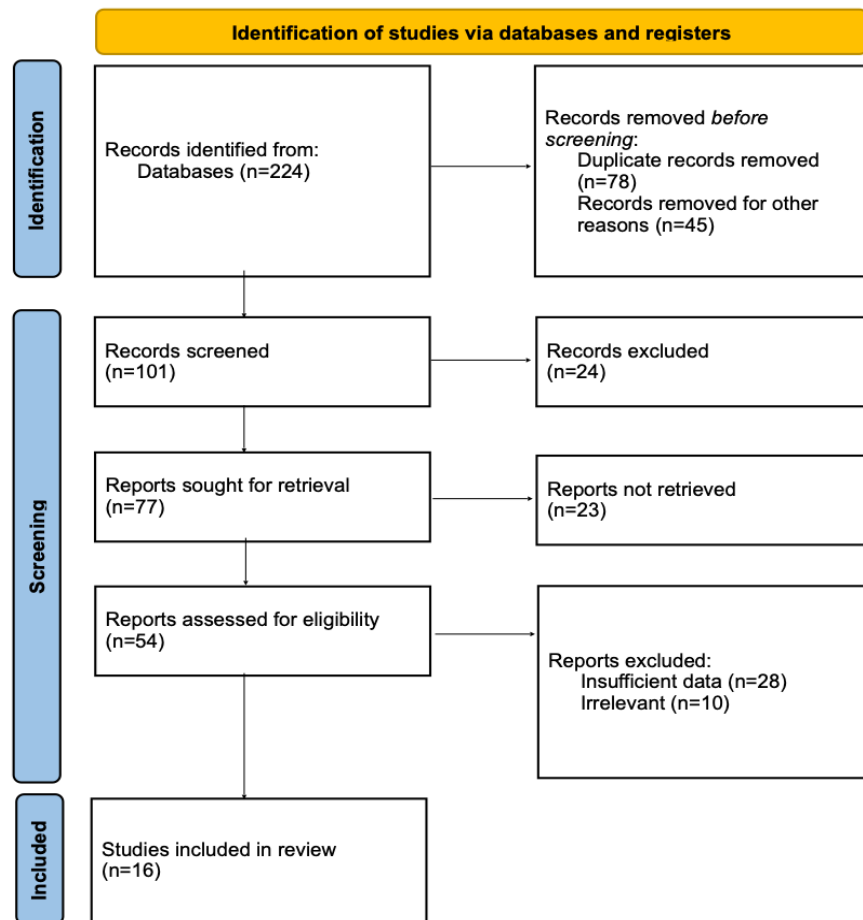 Identification of studies via databases and registers
Identification
Records identified from:
Databases (n=224)
Records removed before
screening:
Duplicate records removed
(n=78)
Records removed for other
reasons (n=45)
Screening
Records screened
(n=101)
Records excluded
(n=24)
Reports sought for retrieval
(n=77)
Reports not retrieved
(n=23)
Reports assessed for eligibility
(n=54)
Reports excluded:
Insufficient data (n=28)
Irrelevant (n=10)
Included
Studies included in review
(n=16)